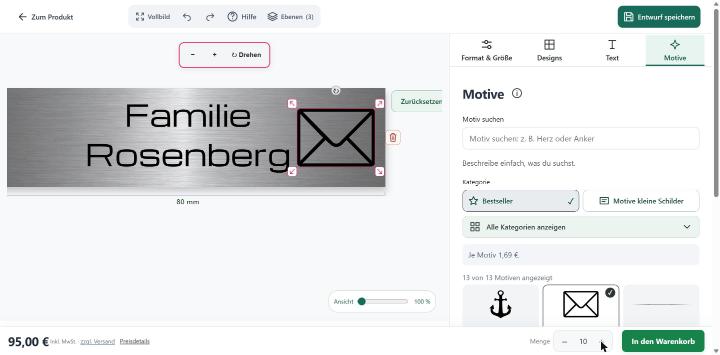 Zum Produkt
Vollbild
Hilfe
Ebenen (3)
Entwurf speichern
− + ↻ Drehen
Format & Größe
Designs
Text
Motive
Familie
Rosenberg
Zurücksetzen
80 mm
Ansicht 100 %
Motive
Motiv suchen
Motiv suchen: z. B. Herz oder Anker
Beschreibe einfach, was du suchst.
Kategorie
Bestseller
Motive kleine Schilder
Alle Kategorien anzeigen
Je Motiv 1,69 €.
13 von 13 Motiven angezeigt
95,00 € Inkl. MwSt. zzgl. Versand Preisdetails
Menge − 10
In den Warenkorb